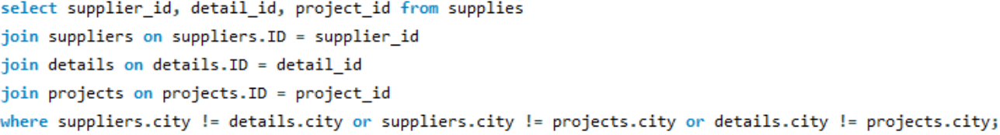 select supplier_id, detail_id, project_id from supplies
join suppliers on suppliers.ID = supplier_id
join details on details.ID = detail_id
join projects on projects.ID = project_id
where suppliers.city != details.city or suppliers.city != projects.city or details.city != projects.city;